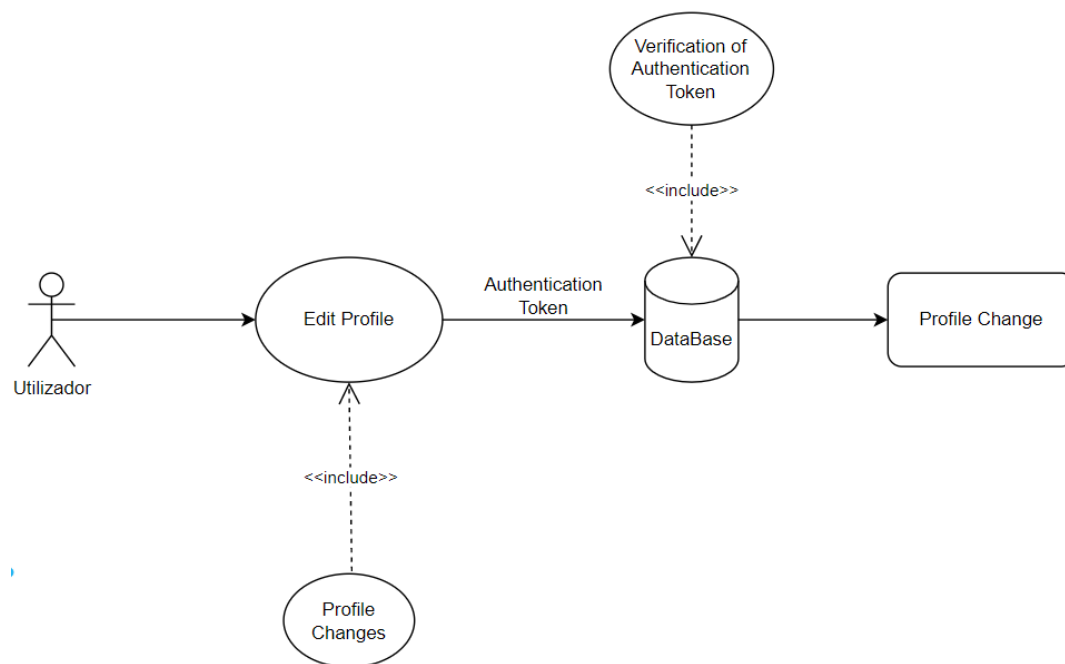 Verification of
Authentication
Token
<<include>>
Authentication
Token
Edit Profile
DataBase
Profile Change
Utilizador
<<include>>
Profile
Changes